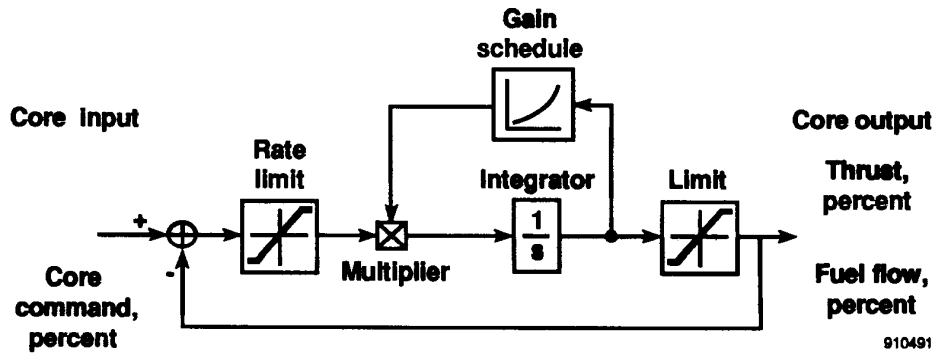 Gain
schedule
Core input
Core output
Rate
limit
Integrator
Limit
Thrust,
percent
+
1
s
Multiplier
-
Core
command,
percent
Fuel flow,
percent
910491